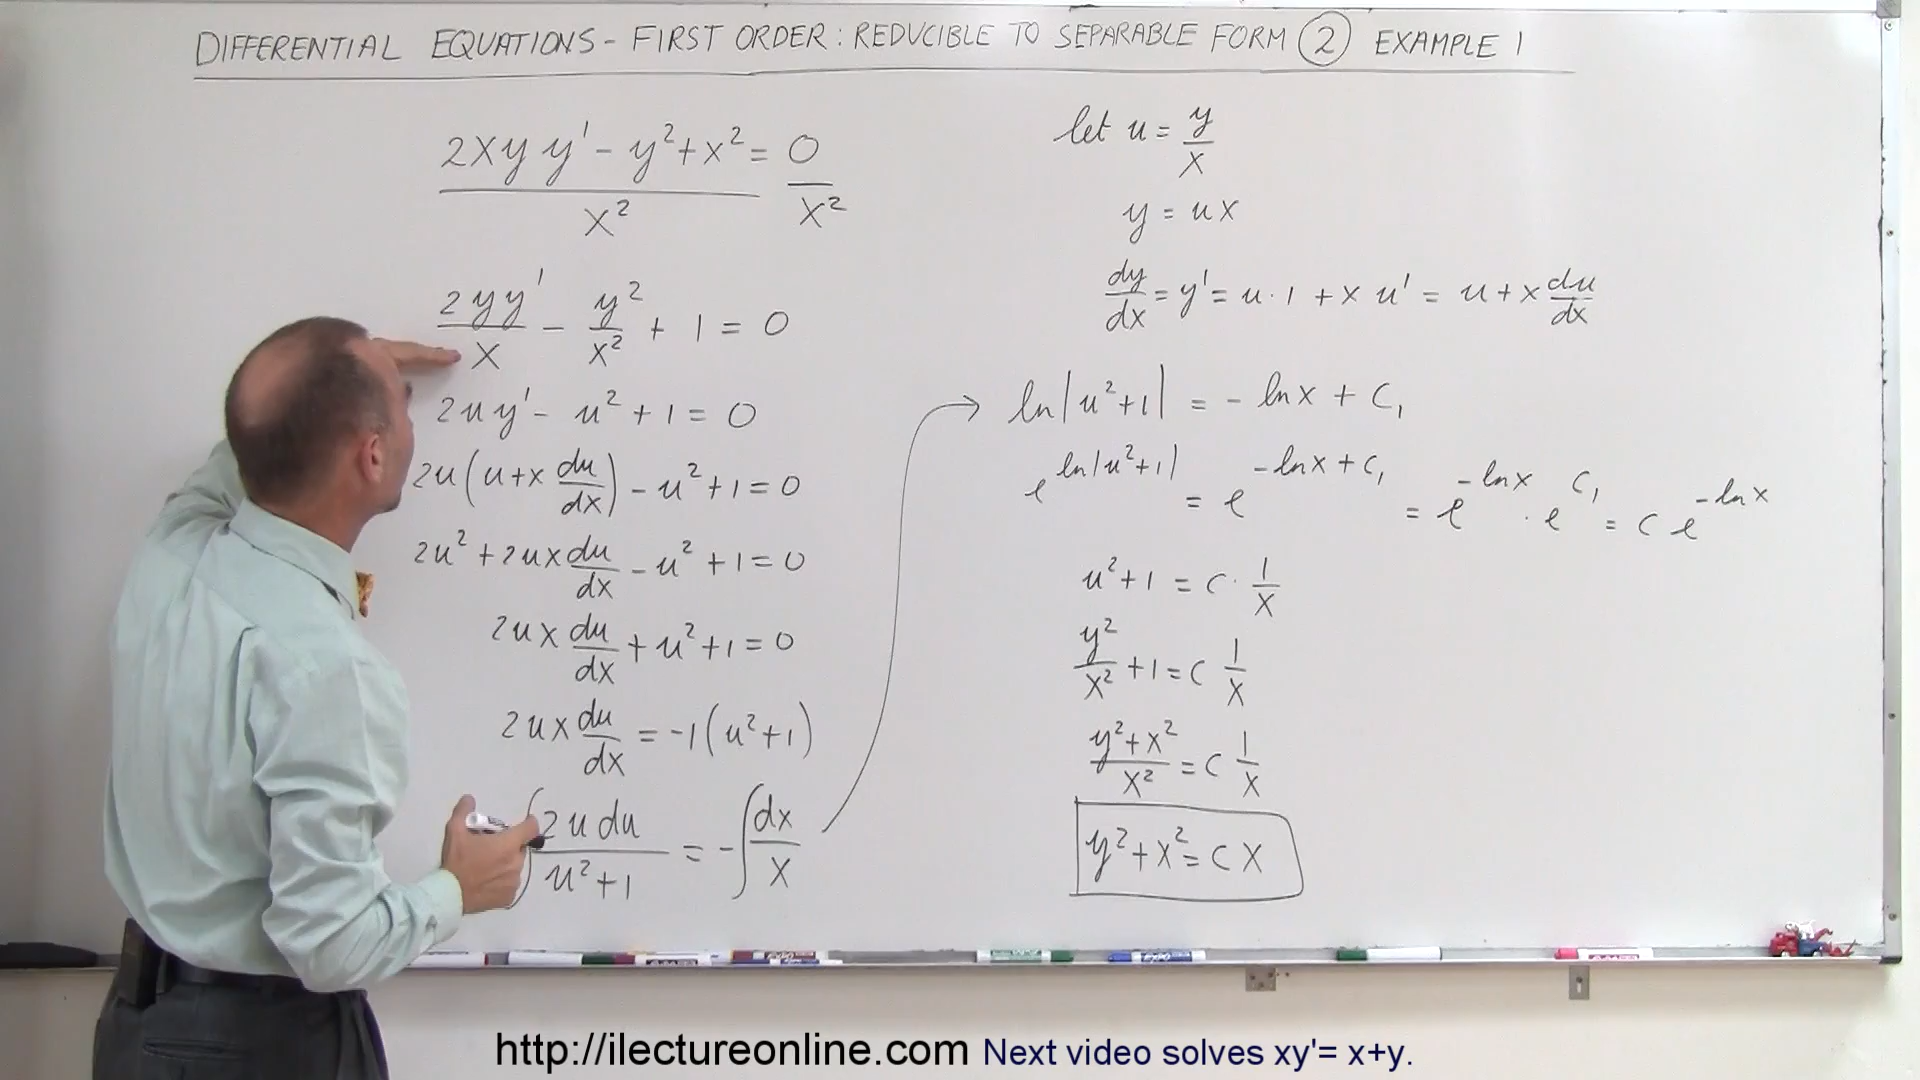 DIFFERENTIAL EQUATIONS - FIRST ORDER: REDUCIBLE TO SEPARABLE FORM ② EXAMPLE 1
2xy y' - y² + x² = 0
x² x²
2yy'/x - y²/x² + 1 = 0
2uy' - u² + 1 = 0
2u(u + x du/dx) - u² + 1 = 0
2u² + 2ux du/dx - u² + 1 = 0
2ux du/dx + u² + 1 = 0
2ux du/dx = -1(u² + 1)
∫ 2u du/u²+1 = -∫ dx/x
let u = y/x
y = ux
dy/dx = y' = u · 1 + x u' = u + x du/dx
ln|u²+1| = - ln x + C₁
e^(ln|u²+1|) = e^(-ln x + C₁) = e^(-ln x) · e^(C₁) = C e^(-ln x)
u² + 1 = C · 1/x
y²/x² + 1 = C 1/x
y²+x²/x² = C 1/x
y² + x² = C x
http://ilectureonline.com Next video solves xy'= x+y.